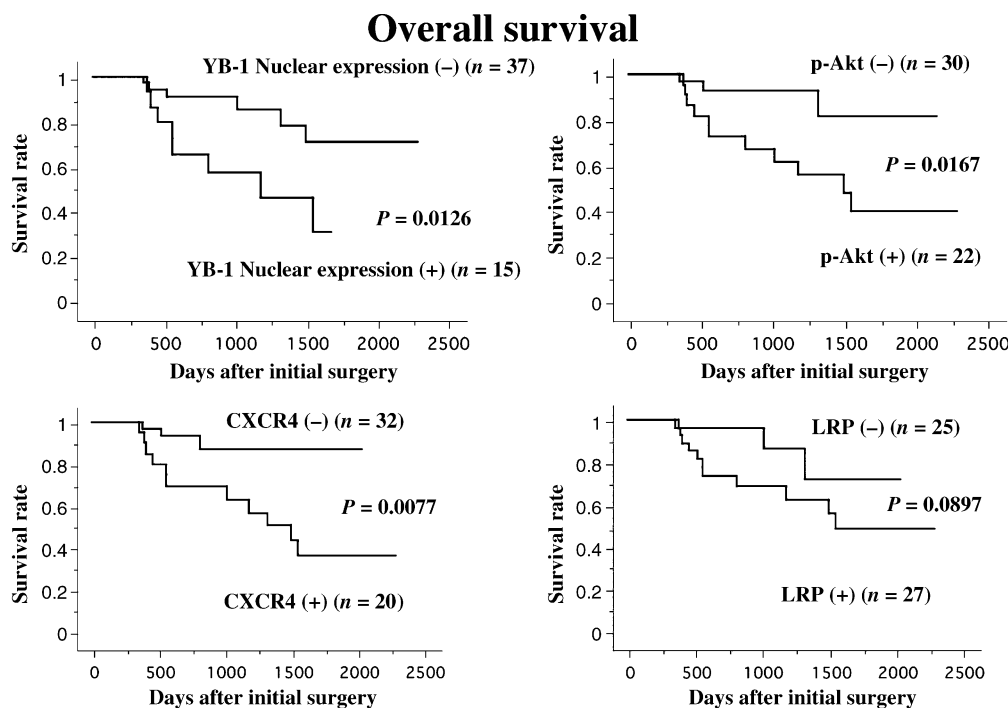 Overall survival
YB-1 Nuclear expression (–) (n = 37)
1
0.8
0.6
0.4
0.2
0
Survival rate
P = 0.0126
YB-1 Nuclear expression (+) (n = 15)
0 500 1000 1500 2000 2500
Days after initial surgery
p-Akt (–) (n = 30)
1
0.8
0.6
0.4
0.2
0
Survival rate
P = 0.0167
p-Akt (+) (n = 22)
0 500 1000 1500 2000 2500
Days after initial surgery
CXCR4 (–) (n = 32)
1
0.8
0.6
0.4
0.2
0
Survival rate
P = 0.0077
CXCR4 (+) (n = 20)
0 500 1000 1500 2000 2500
Days after initial surgery
LRP (–) (n = 25)
1
0.8
0.6
0.4
0.2
0
Survival rate
P = 0.0897
LRP (+) (n = 27)
0 500 1000 1500 2000 2500
Days after initial surgery